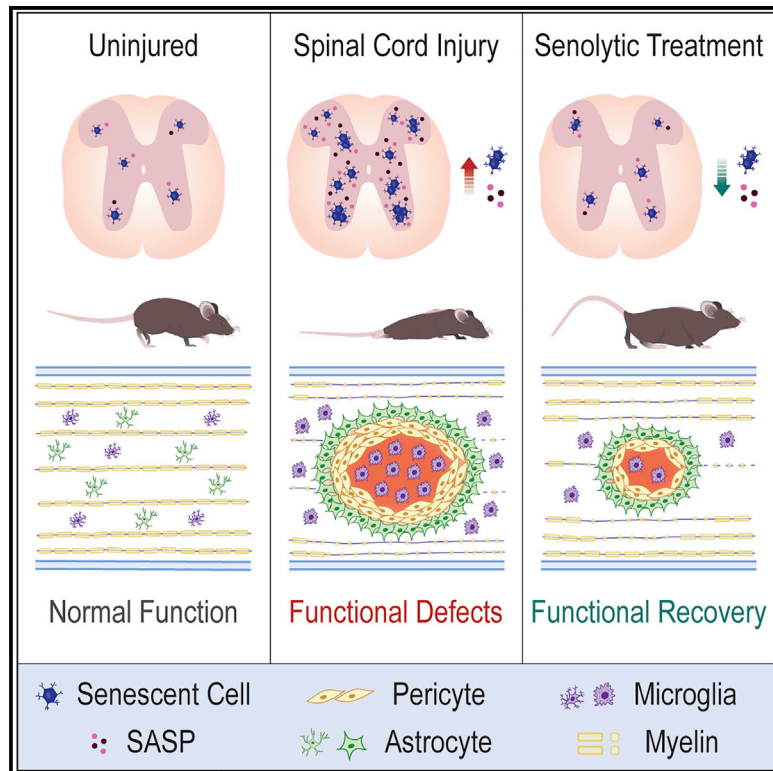 Uninjured
Spinal Cord Injury
Senolytic Treatment
Normal Function
Functional Defects
Functional Recovery
Senescent Cell
Pericyte
Microglia
SASP
Astrocyte
Myelin